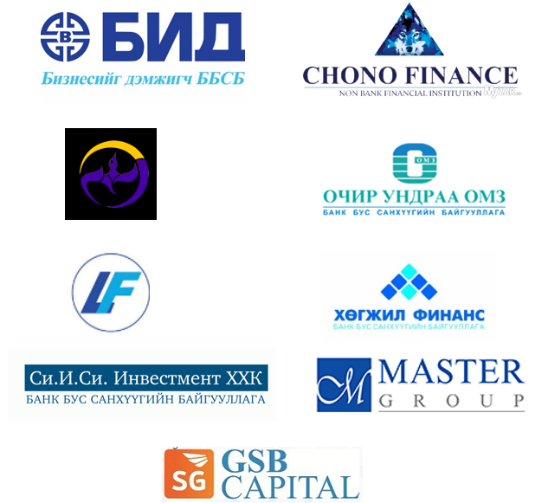 B
БИД
Бизнесийг дэмжигч ББСБ
CHONO FINANCE
NON BANK FINANCIAL INSTITUTION
ОМЗ
ОЧИР УНДРАА ОМЗ
БАНК БУС САНХҮҮГИЙН БАЙГУУЛЛАГА
LF
ХӨГЖИЛ ФИНАНС
БАНК БУС САНХҮҮГИЙН БАЙГУУЛЛАГА
Си.И.Си. Инвестмент ХХК
БАНК БУС САНХҮҮГИЙН БАЙГУУЛЛАГА
M MASTER
GROUP
SG GSB
CAPITAL